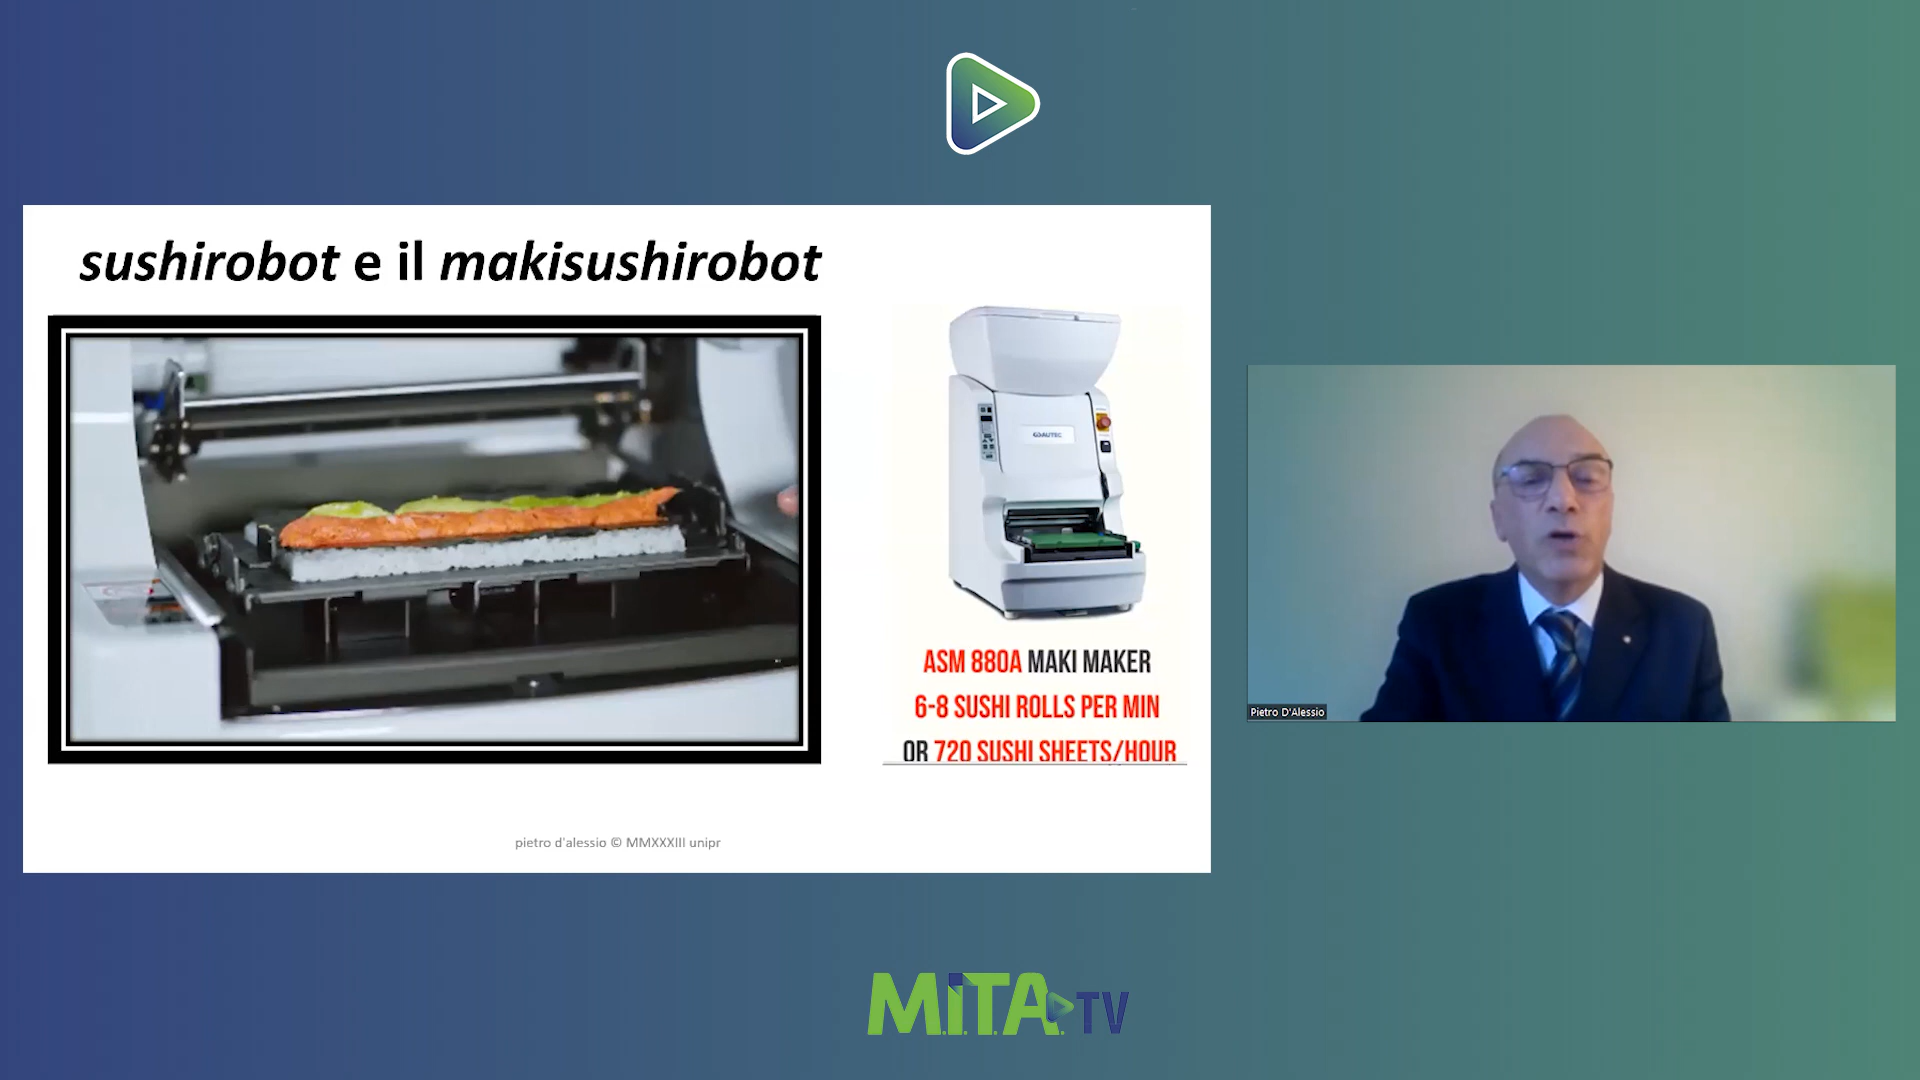 sushirobot e il makisushirobot
AUTEC
ASM 880A MAKI MAKER
6-8 SUSHI ROLLS PER MIN
OR 720 SUSHI SHEETS/HOUR
Pietro D'Alessio
pietro d'alessio © MMXXXIII unipr
M.I.T.A. TV